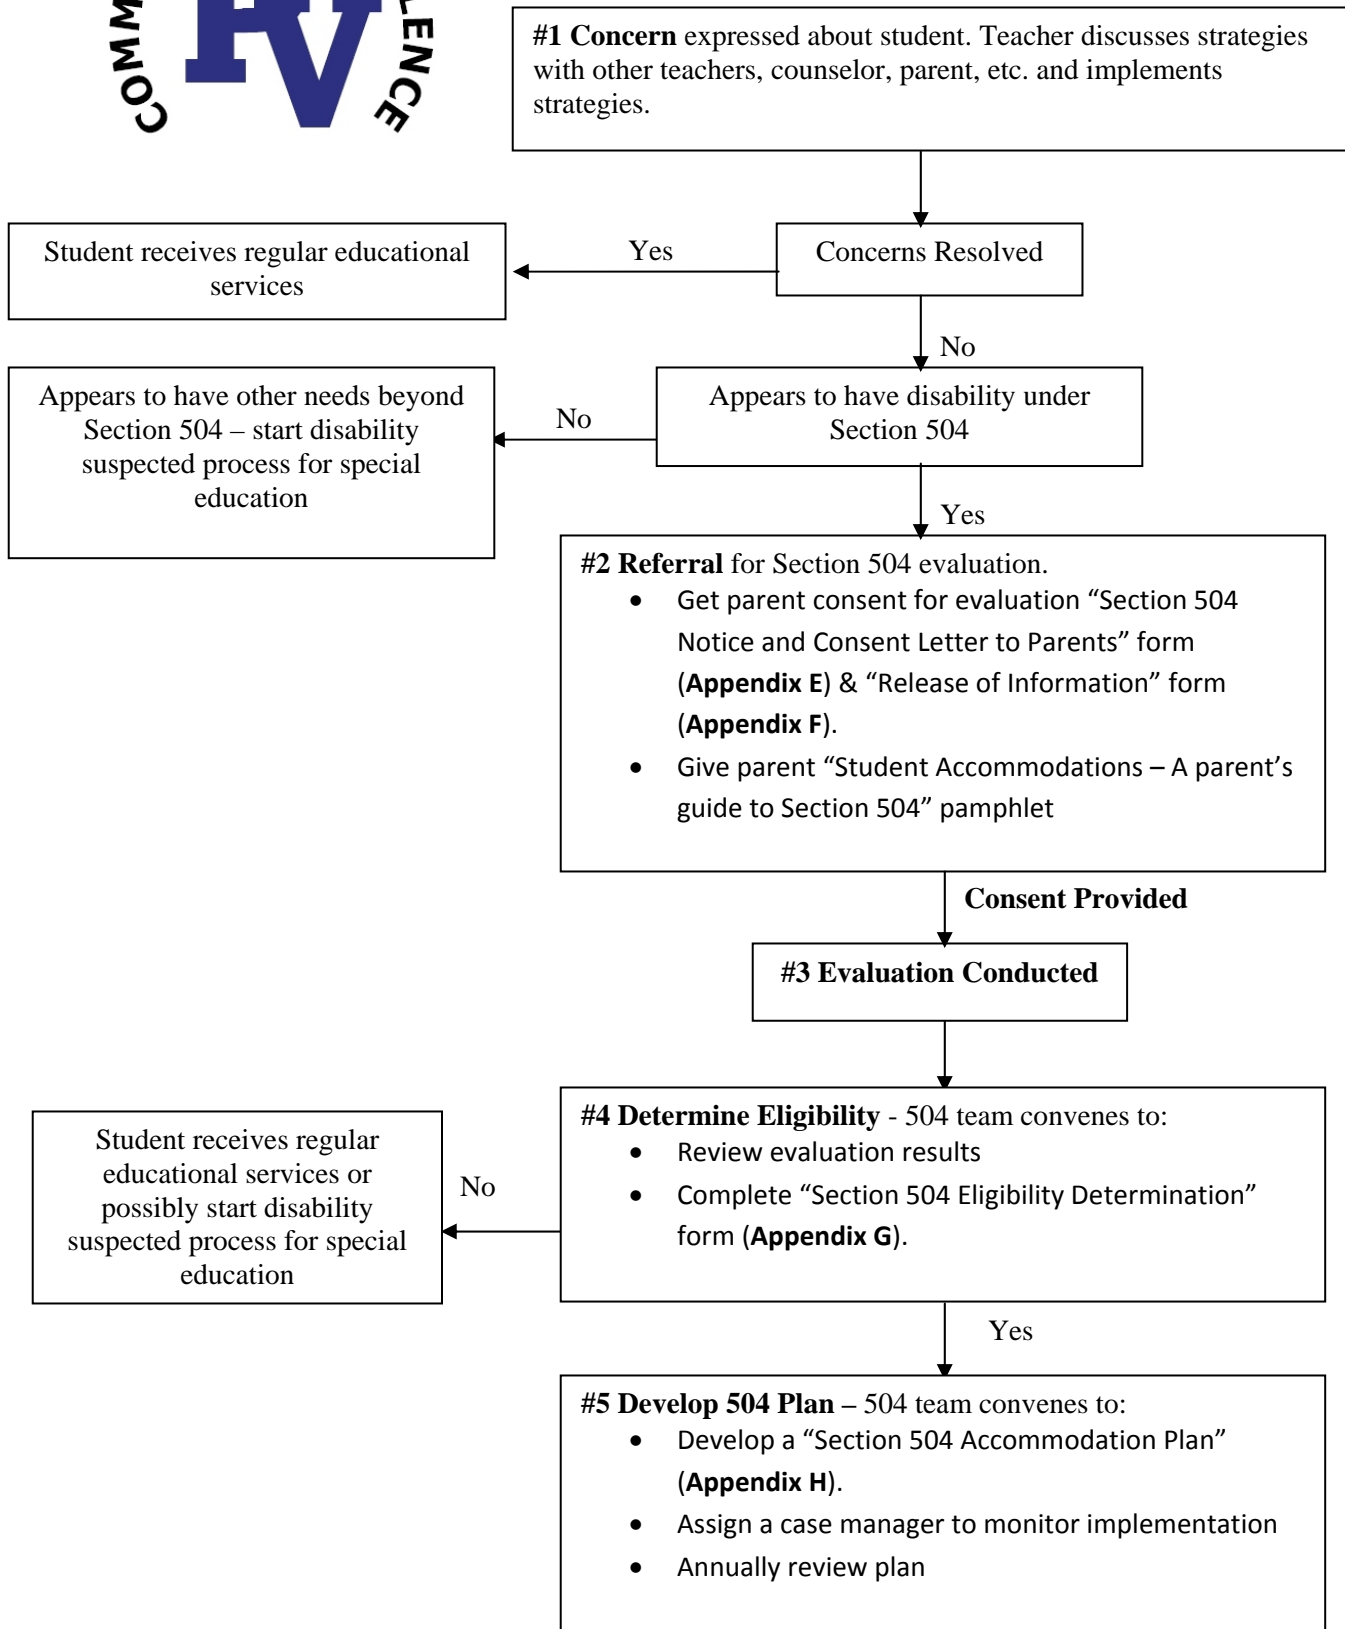 COMM
LENCE
PV
#1 Concern expressed about student. Teacher discusses strategies
with other teachers, counselor, parent, etc. and implements
strategies.
Student receives regular educational
services
Yes
Concerns Resolved
No
Appears to have other needs beyond
Section 504 – start disability
suspected process for special
education
No
Appears to have disability under
Section 504
Yes
#2 Referral for Section 504 evaluation.
• Get parent consent for evaluation “Section 504
Notice and Consent Letter to Parents” form
(Appendix E) & “Release of Information” form
(Appendix F).
• Give parent “Student Accommodations – A parent’s
guide to Section 504” pamphlet
Consent Provided
#3 Evaluation Conducted
Student receives regular
educational services or
possibly start disability
suspected process for special
education
No
#4 Determine Eligibility - 504 team convenes to:
• Review evaluation results
• Complete “Section 504 Eligibility Determination”
form (Appendix G).
Yes
#5 Develop 504 Plan – 504 team convenes to:
• Develop a “Section 504 Accommodation Plan”
(Appendix H).
• Assign a case manager to monitor implementation
• Annually review plan